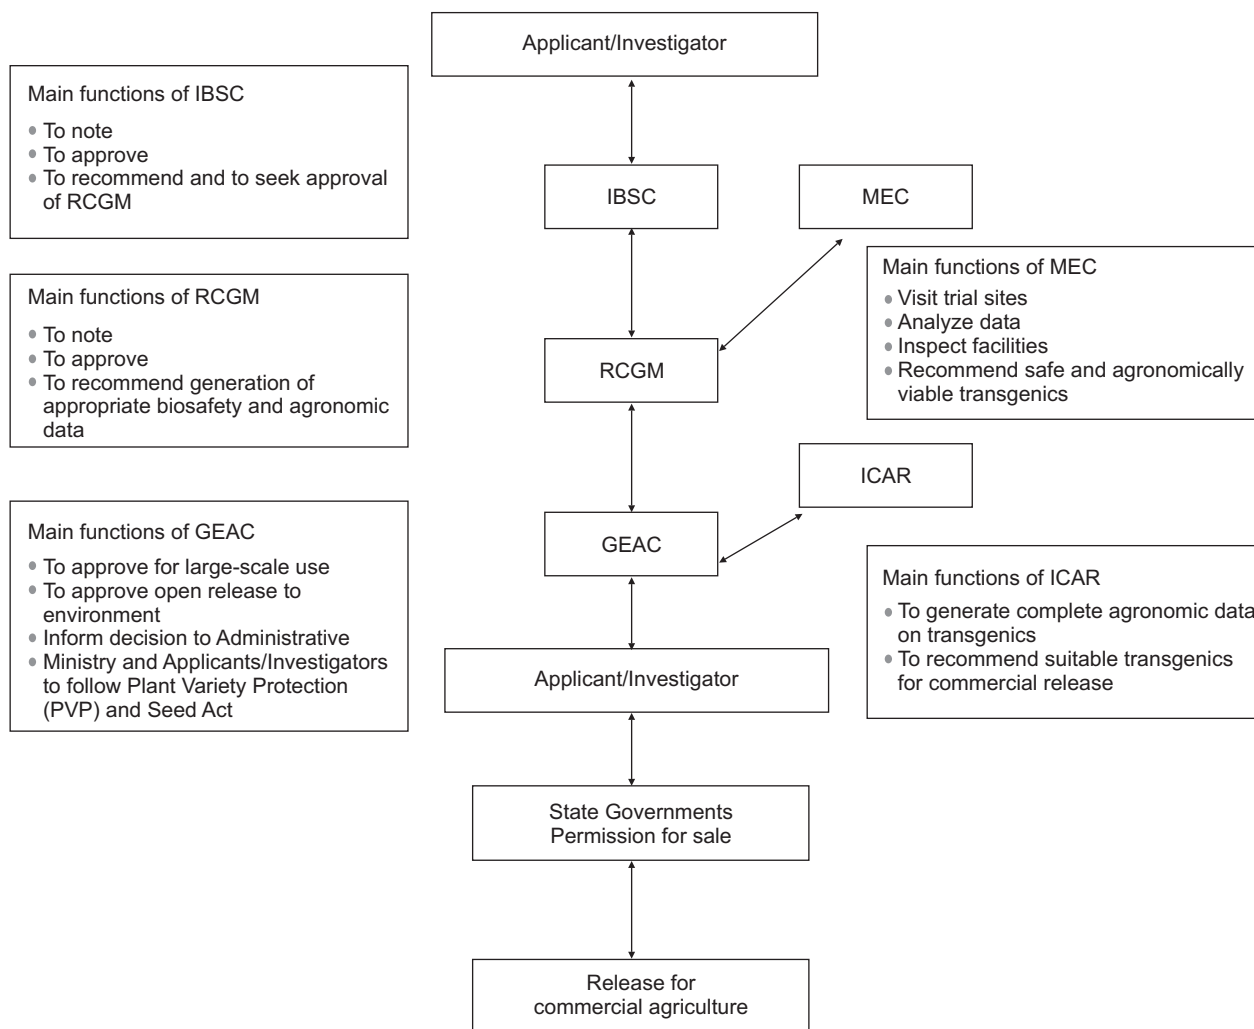 Applicant/Investigator
Main functions of IBSC
• To note
• To approve
• To recommend and to seek approval
of RCGM
IBSC
MEC
Main functions of RCGM
• To note
• To approve
• To recommend generation of
appropriate biosafety and agronomic
data
RCGM
Main functions of MEC
• Visit trial sites
• Analyze data
• Inspect facilities
• Recommend safe and agronomically
viable transgenics
ICAR
Main functions of GEAC
• To approve for large-scale use
• To approve open release to
environment
• Inform decision to Administrative
• Ministry and Applicants/Investigators
to follow Plant Variety Protection
(PVP) and Seed Act
GEAC
Main functions of ICAR
• To generate complete agronomic data
on transgenics
• To recommend suitable transgenics
for commercial release
Applicant/Investigator
State Governments
Permission for sale
Release for
commercial agriculture